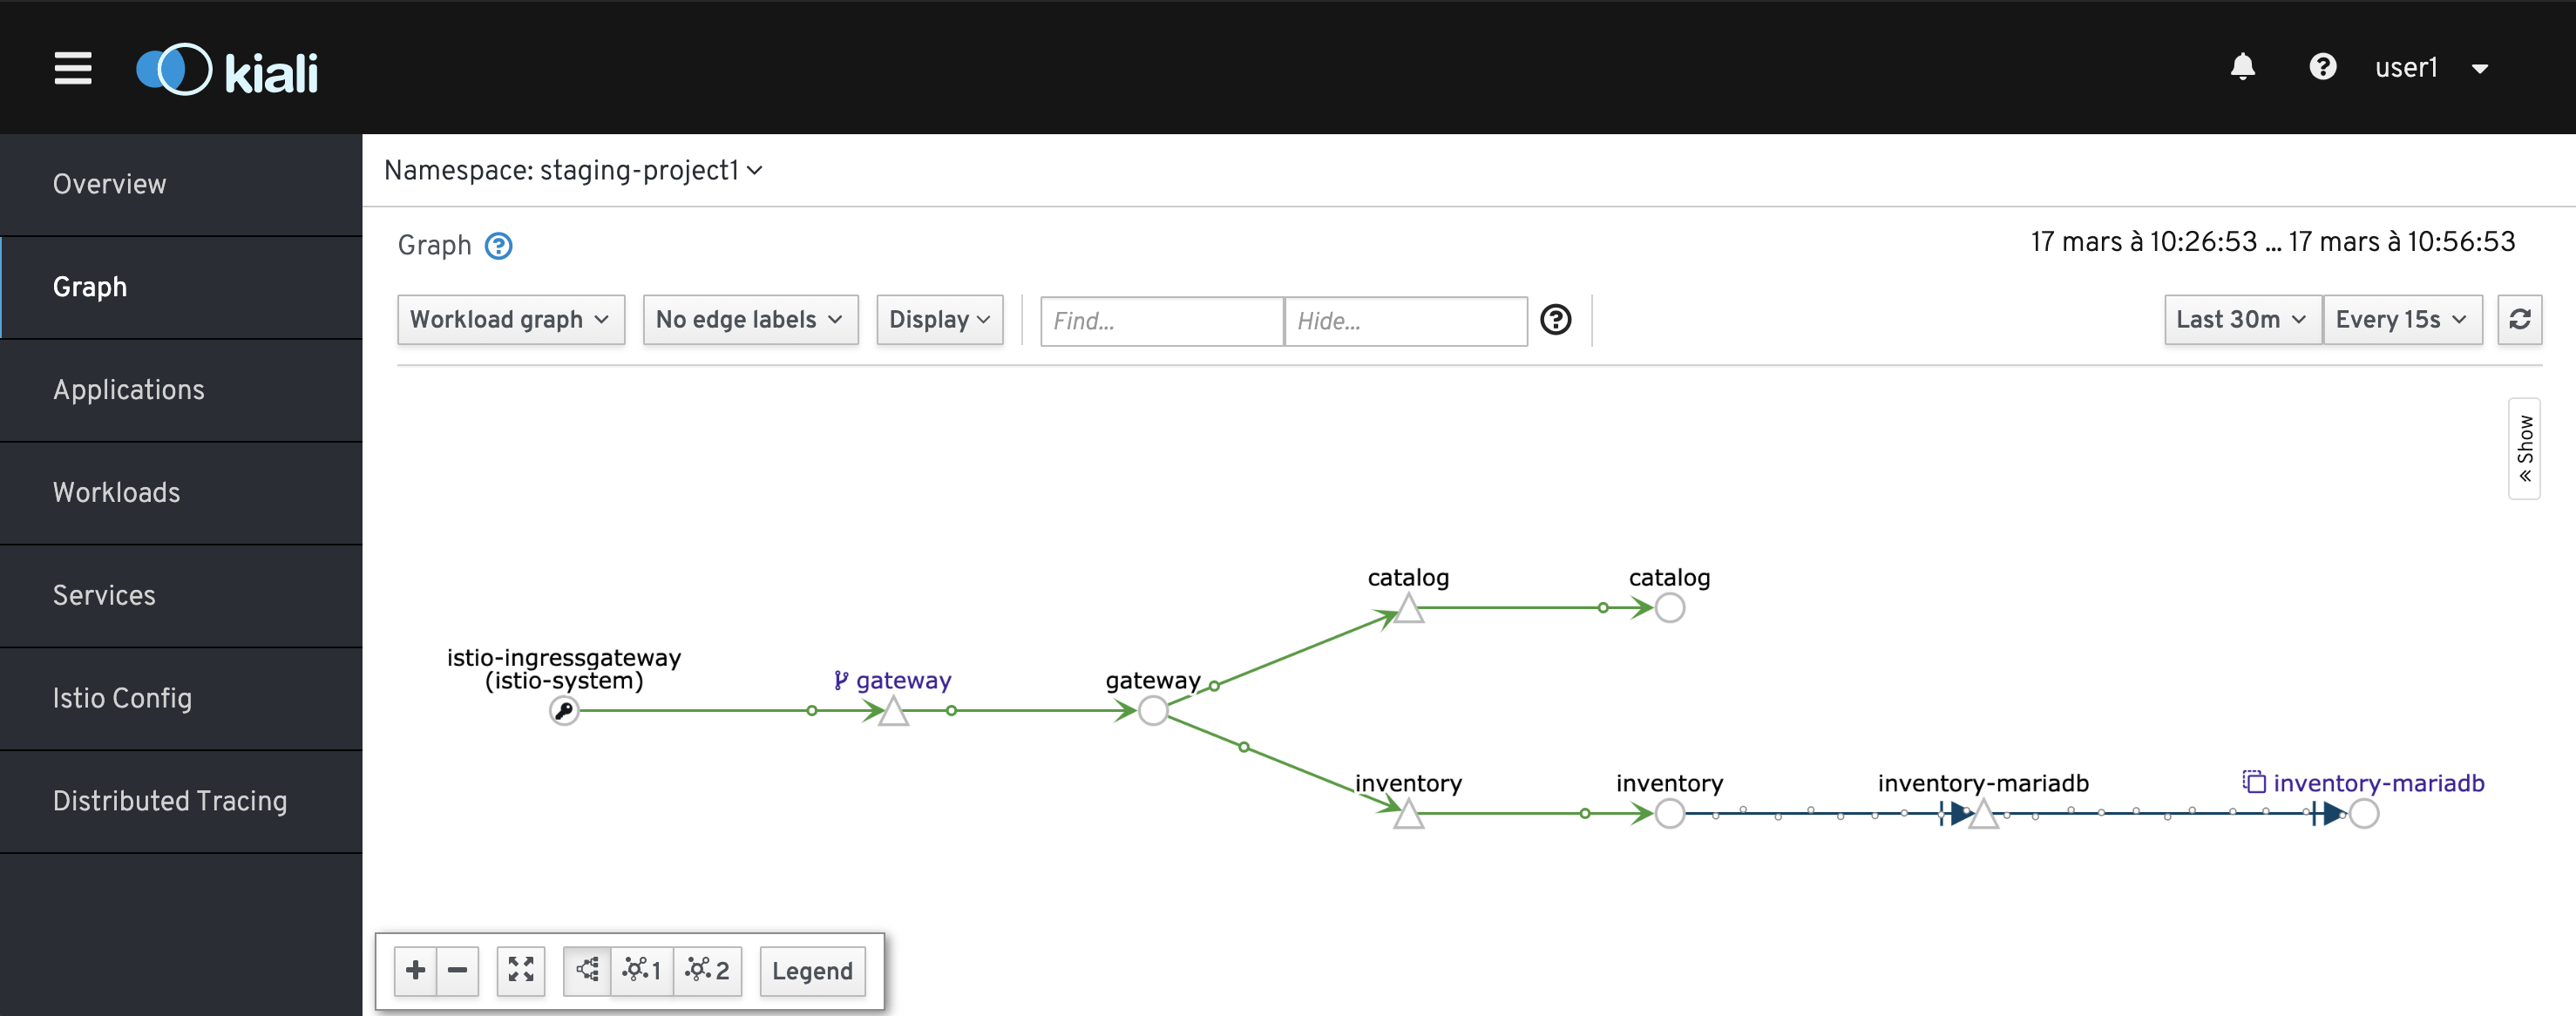 kiali
user1
Overview
Graph
Applications
Workloads
Services
Istio Config
Distributed Tracing
Namespace: staging-project1
Graph
17 mars à 10:26:53 ... 17 mars à 10:56:53
Workload graph
No edge labels
Display
Find...
Hide...
Last 30m
Every 15s
Show
catalog
catalog
istio-ingressgateway
(istio-system)
gateway
gateway
inventory
inventory
inventory-mariadb
inventory-mariadb
1
2
Legend